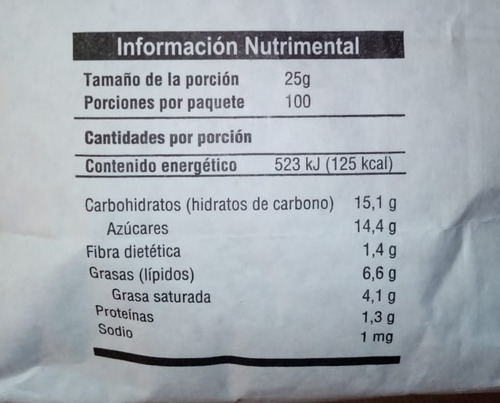 Información Nutrimental
Tamaño de la porción 25g
Porciones por paquete 100
Cantidades por porción
Contenido energético 523 kJ (125 kcal)
Carbohidratos (hidratos de carbono) 15,1 g
Azúcares 14,4 g
Fibra dietética 1,4 g
Grasas (lípidos) 6,6 g
Grasa saturada 4,1 g
Proteínas 1,3 g
Sodio 1 mg